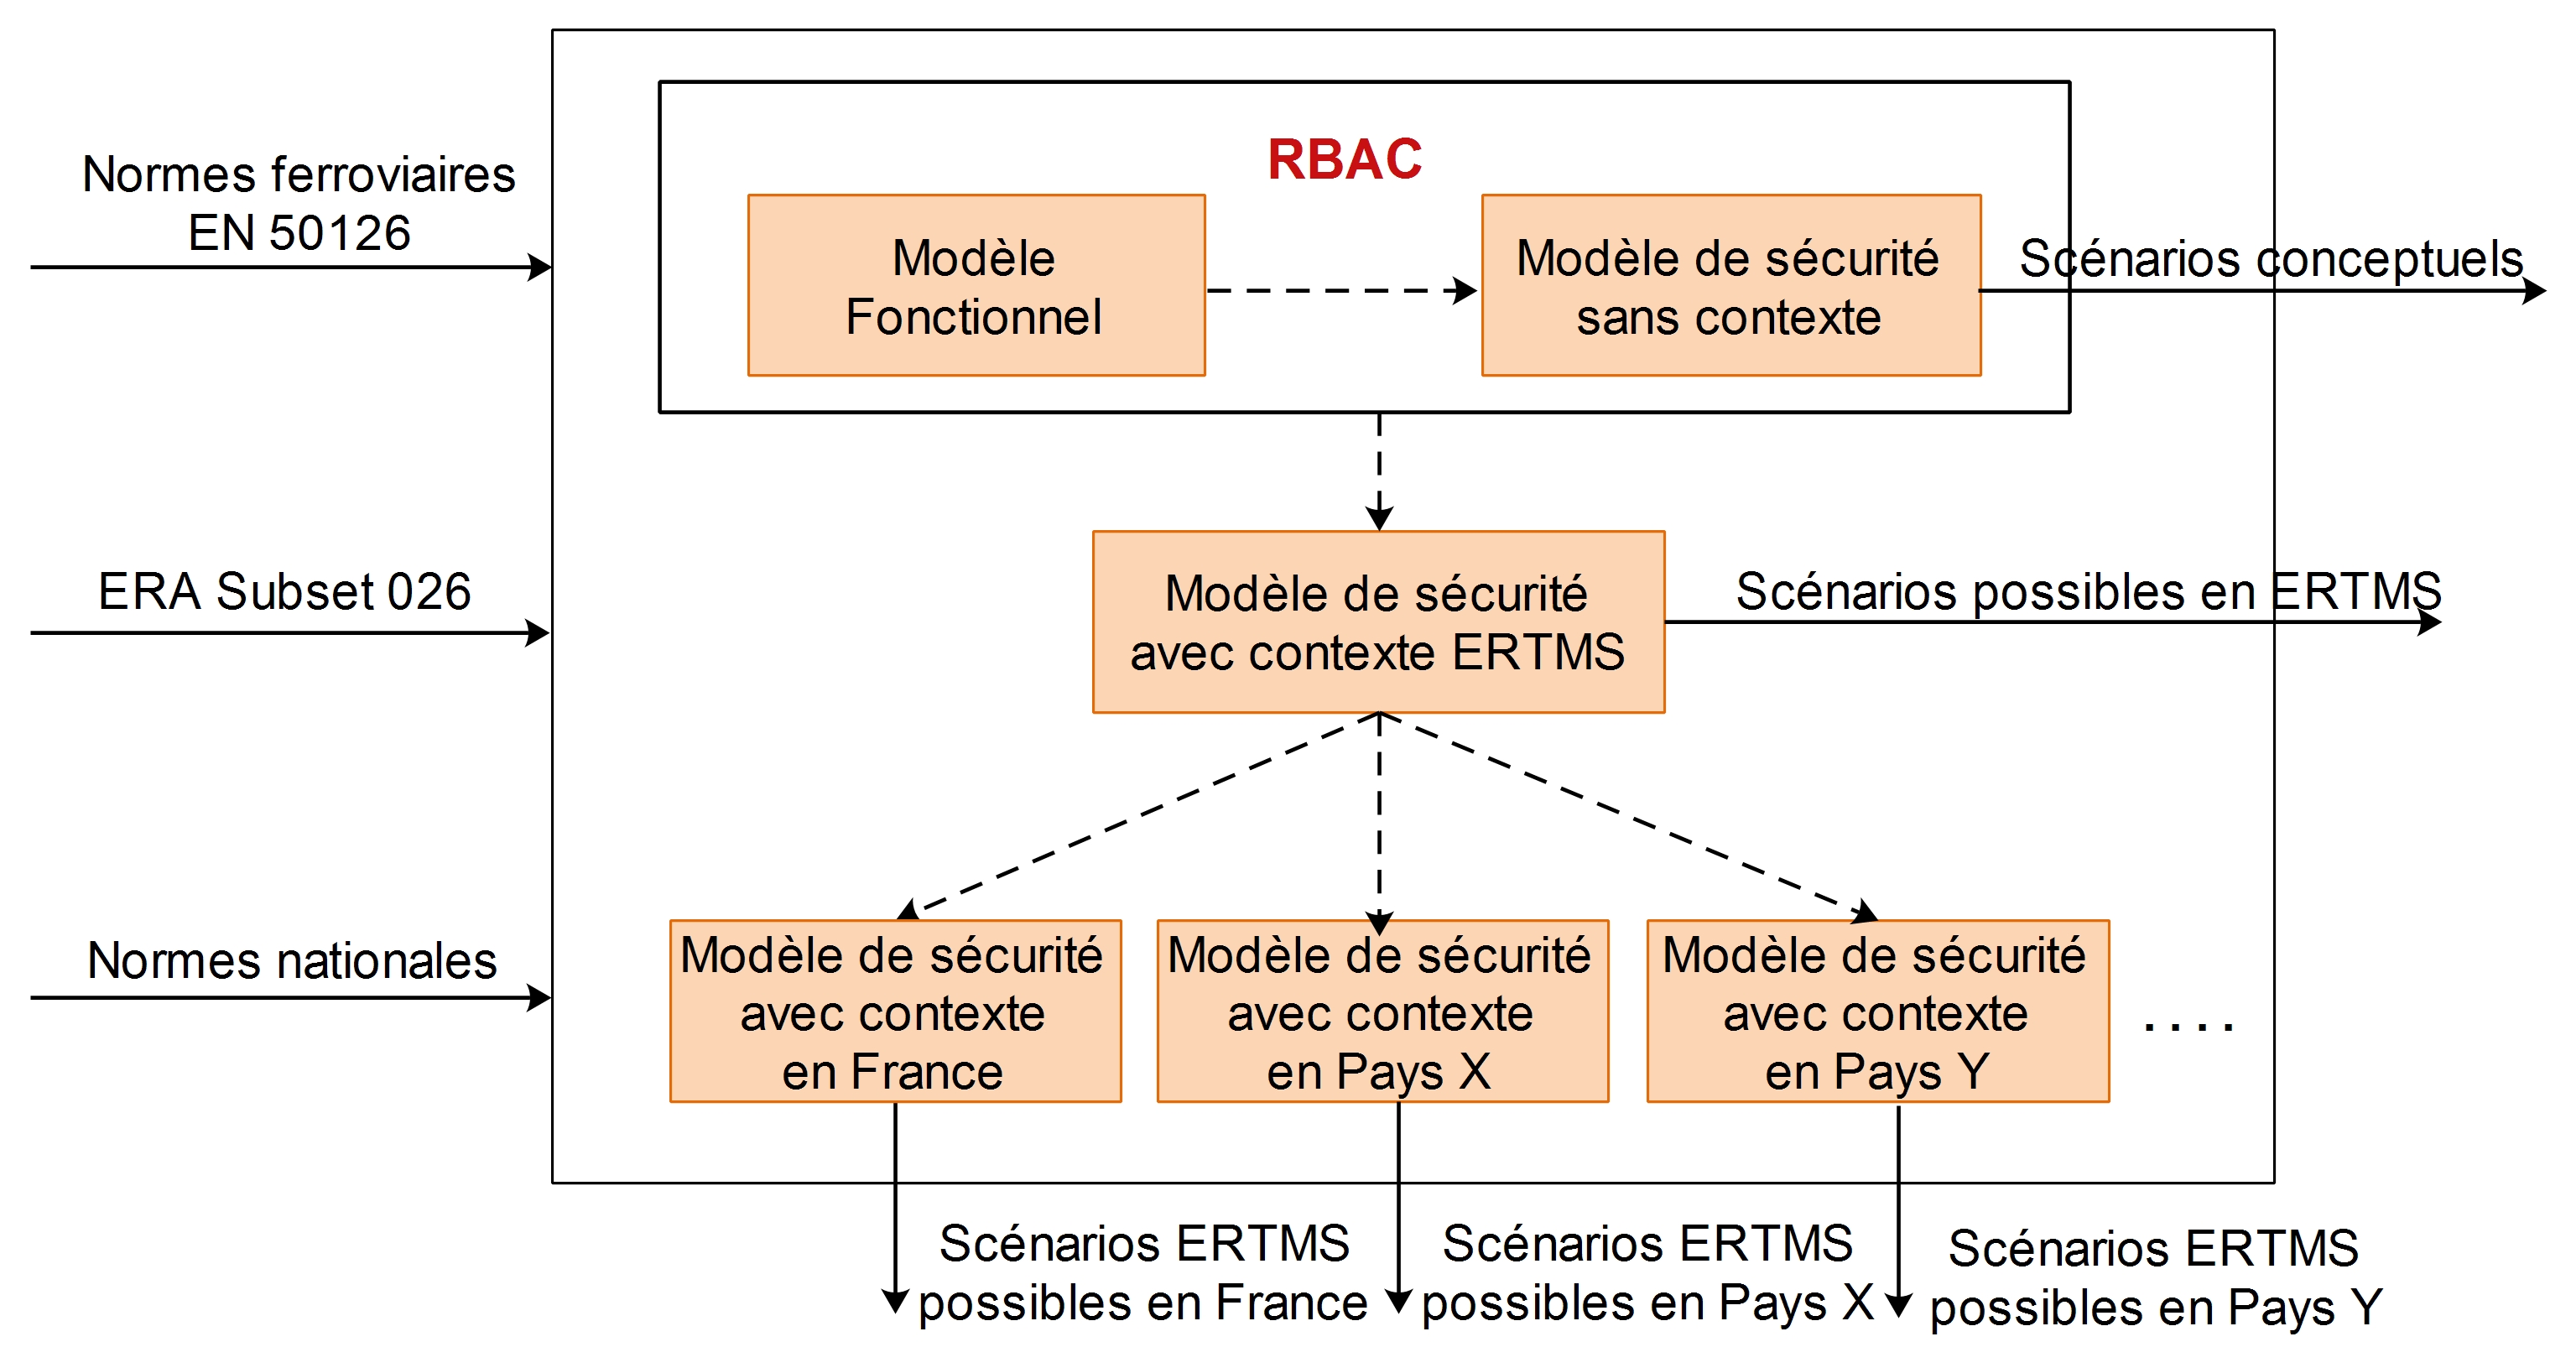 Normes ferroviaires
EN 50126
RBAC
Modèle
Fonctionnel
Modèle de sécurité
sans contexte
Scénarios conceptuels
ERA Subset 026
Modèle de sécurité
avec contexte ERTMS
Scénarios possibles en ERTMS
Normes nationales
Modèle de sécurité
avec contexte
en France
Modèle de sécurité
avec contexte
en Pays X
Modèle de sécurité
avec contexte
en Pays Y
. . . .
Scénarios ERTMS
possibles en France
Scénarios ERTMS
possibles en Pays X
Scénarios ERTMS
possibles en Pays Y